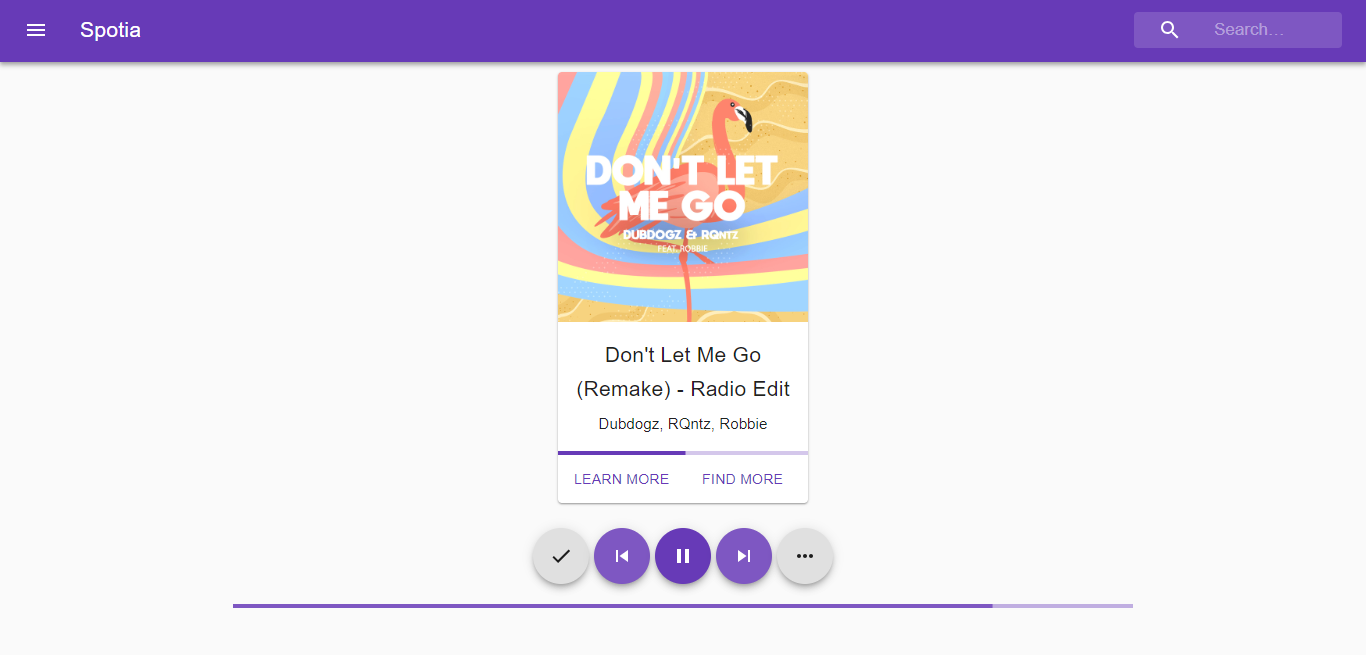 Spotia
Search…
DON'T LET
ME GO
DUBDOGZ & RQNTZ
FEAT. ROBBIE
Don't Let Me Go
(Remake) - Radio Edit
Dubdogz, RQntz, Robbie
LEARN MORE
FIND MORE